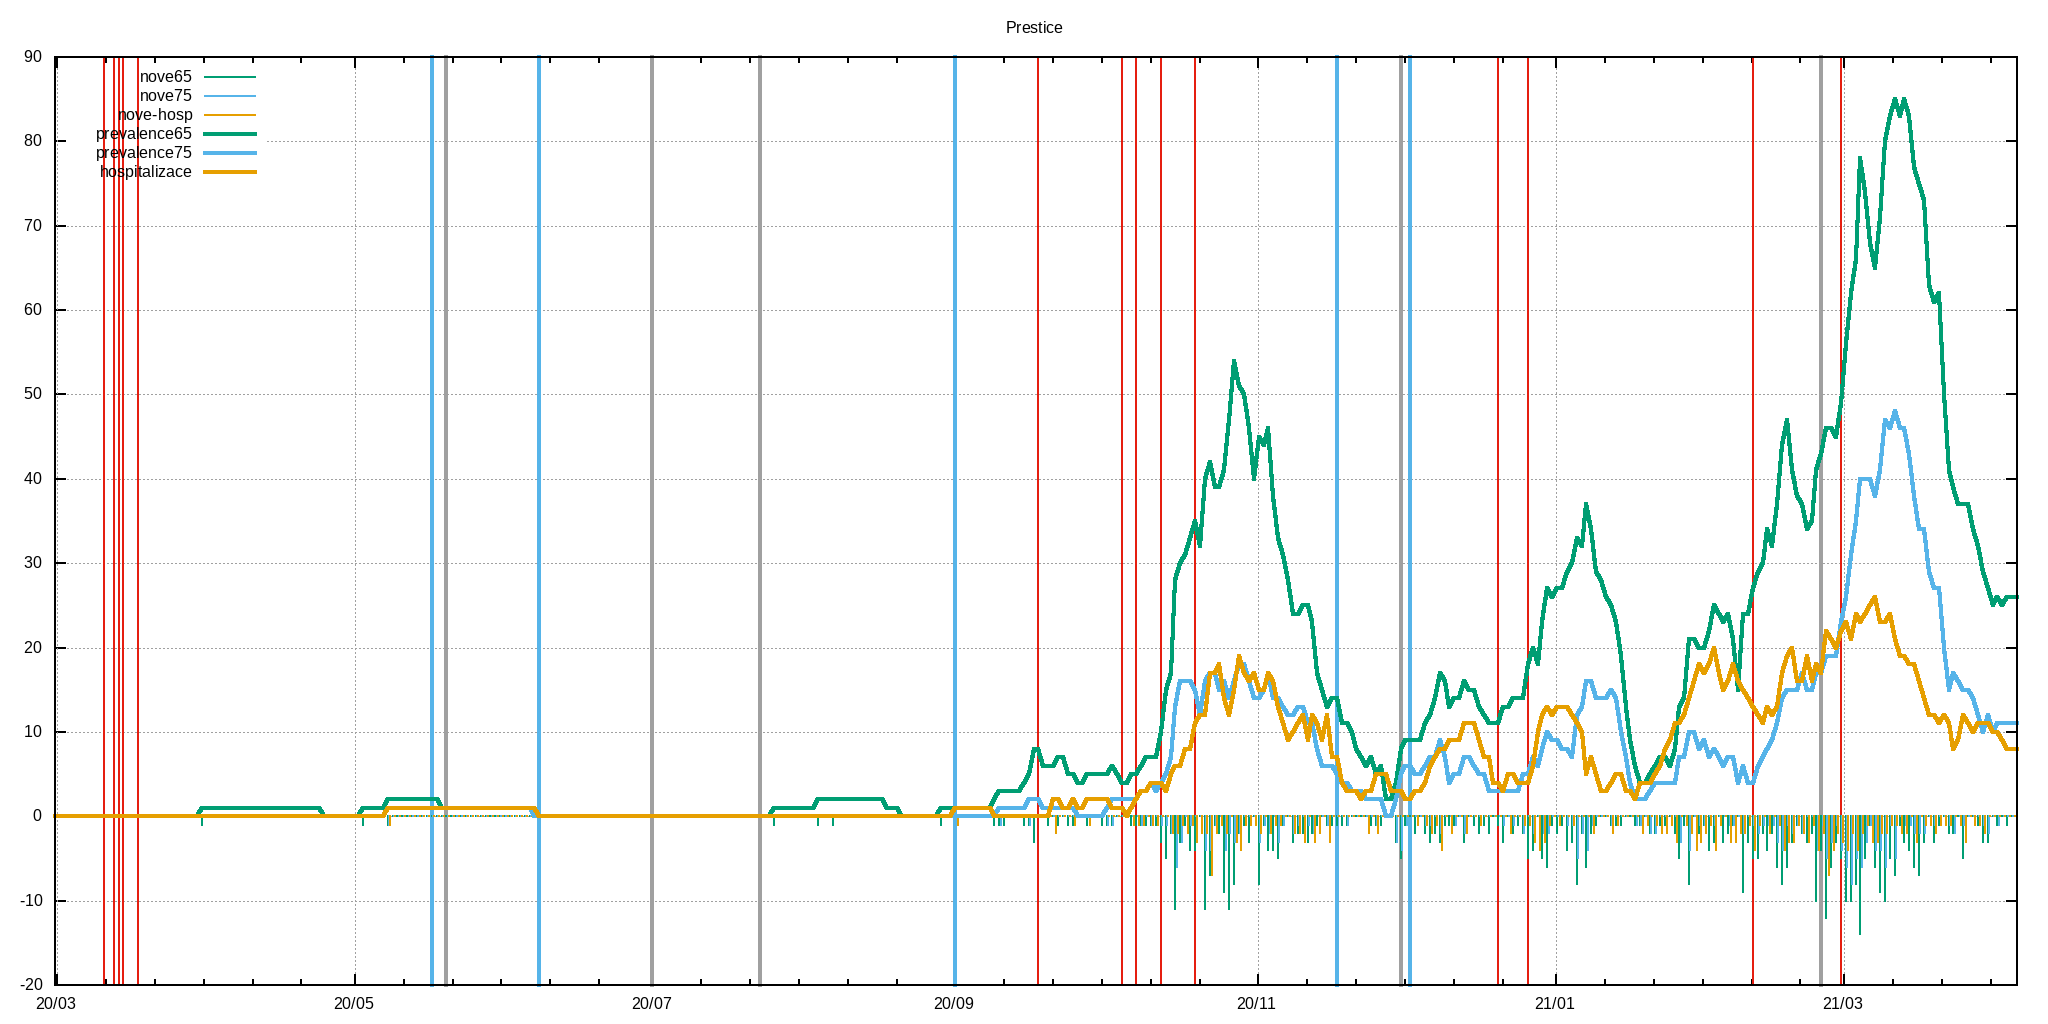 Prestice
90
80
70
60
50
40
30
20
10
0
-10
-20
nove65
nove75
nove-hosp
prevalence65
prevalence75
hospitalizace
20/03 20/05 20/07 20/09 20/11 21/01 21/03